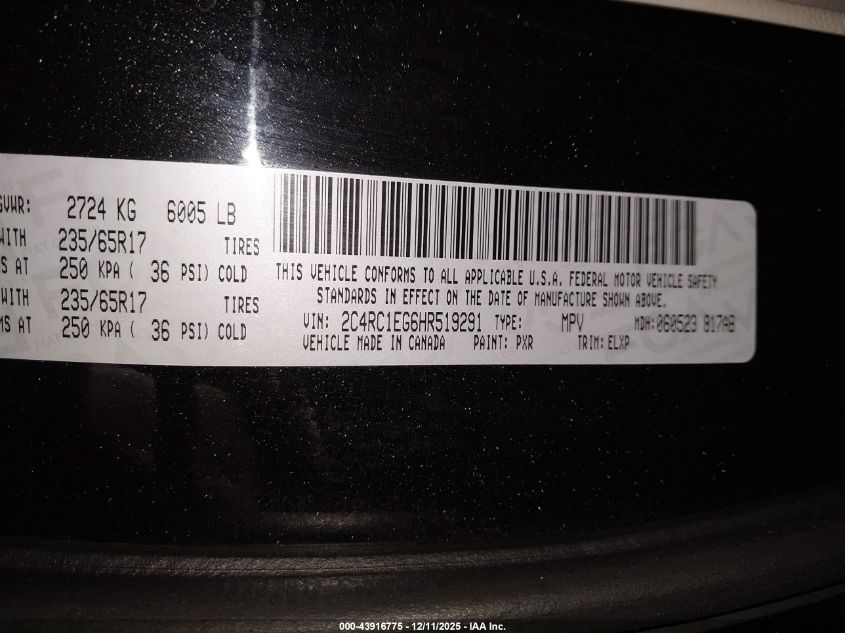 GVWR: 2724 KG 6005 LB
WITH 235/65R17 TIRES
MS AT 250 KPA ( 36 PSI) COLD
WITH 235/65R17 TIRES
MS AT 250 KPA ( 36 PSI) COLD
THIS VEHICLE CONFORMS TO ALL APPLICABLE U.S.A. FEDERAL MOTOR VEHICLE SAFETY
STANDARDS IN EFFECT ON THE DATE OF MANUFACTURE SHOWN ABOVE.
VIN: 2C4RC1EG6HR519291 TYPE: MPV MDH:060523 817AB
VEHICLE MADE IN CANADA PAINT: PXR TRIM: ELXP
000-43916775 - 12/11/2025 - IAA Inc.